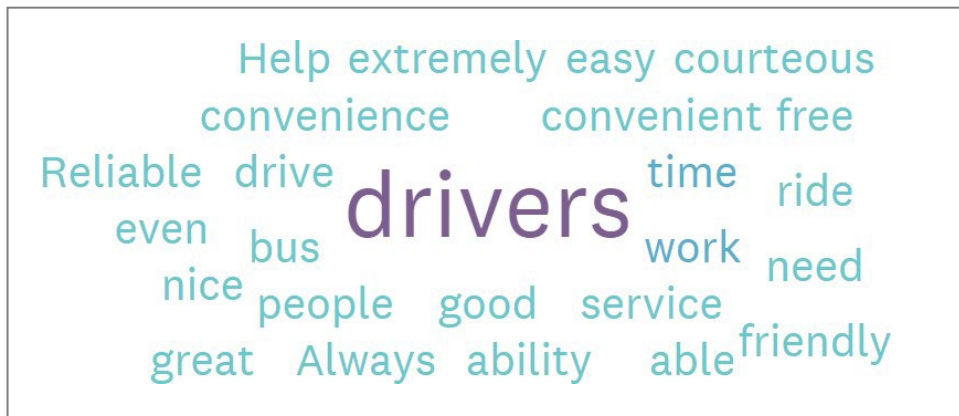 Help extremely easy courteous
convenience convenient free
Reliable drive drivers time ride
even bus work need
nice people good service
great Always ability able friendly